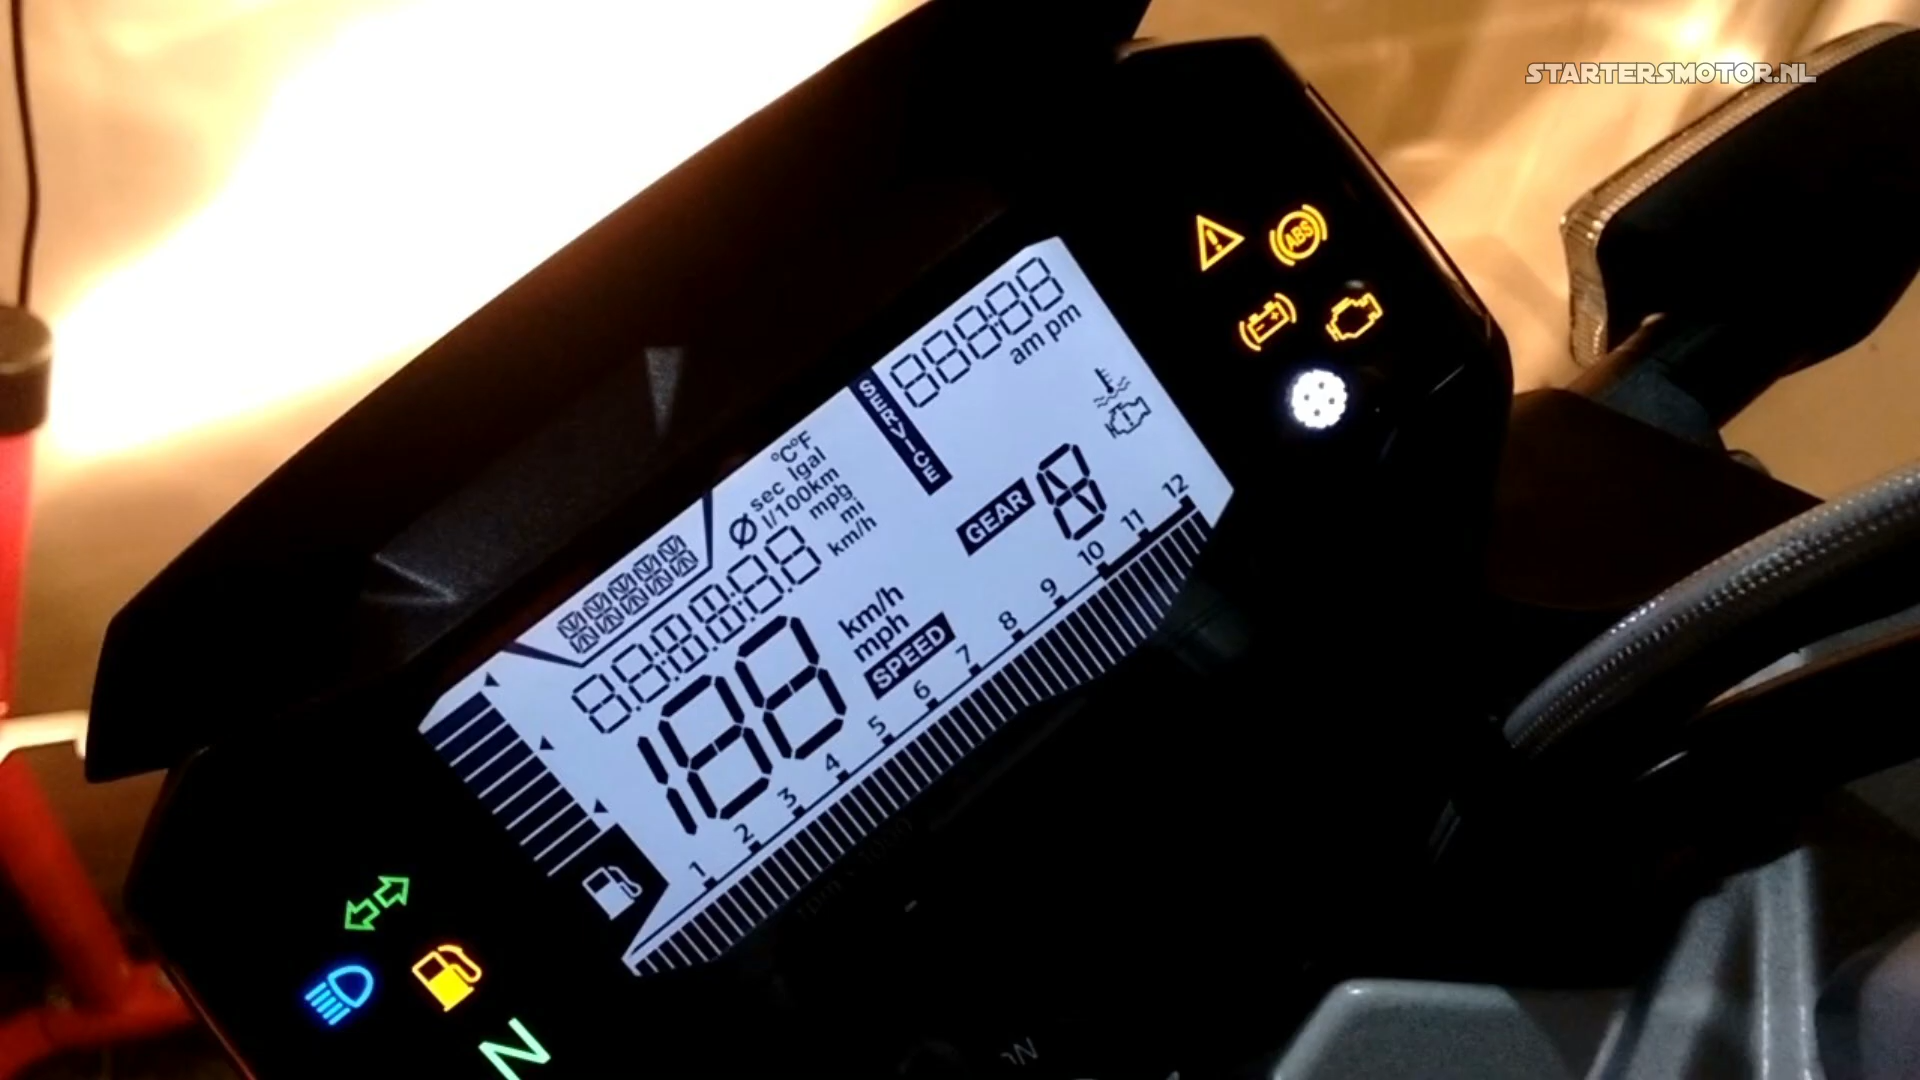 STARTERSMOTOR.NL
ABS
88888
am pm
SERVICE
°C°F
sec Igal
Ø l/100km
mpg
mi
km/h
GEAR 8
188
km/h
mph
SPEED
1 2 3 4 5 6 7 8 9 10 11 12
N